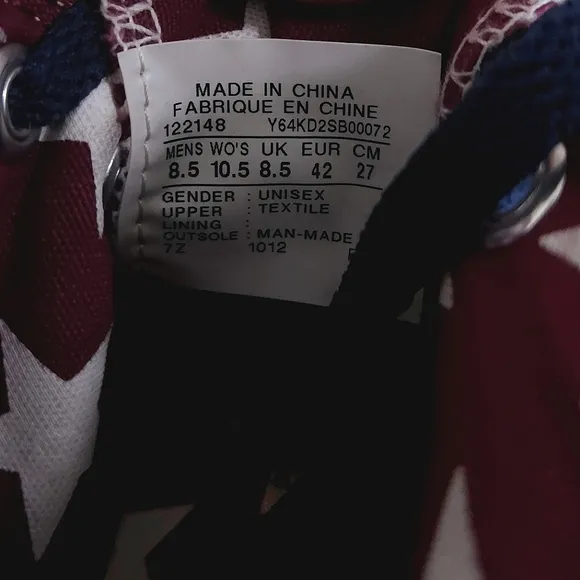 MADE IN CHINA
FABRIQUE EN CHINE
122148 Y64KD2SB00072
MENS WO'S UK EUR CM
8.5 10.5 8.5 42 27
GENDER : UNISEX
UPPER : TEXTILE
LINING :
OUTSOLE : MAN-MADE
7Z 1012